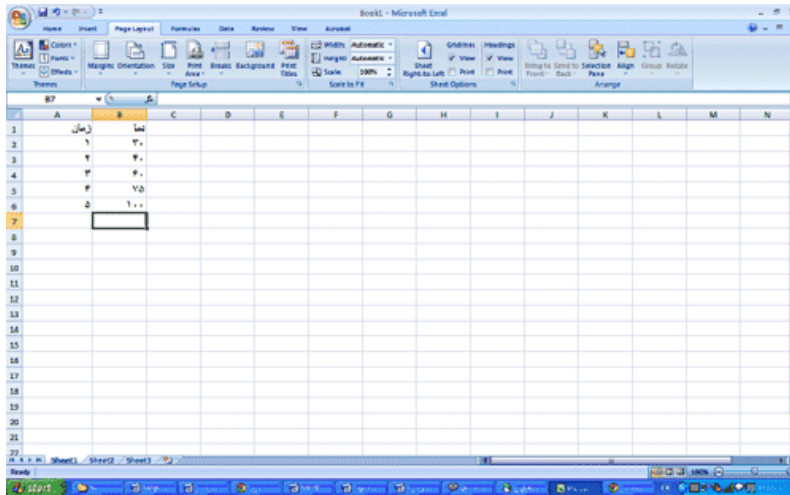 Book1 - Microsoft Excel
Home Insert Page Layout Formulas Data Review View Acrobat
Colors
Fonts
Effects
Themes
Margins Orientation Size Print Area Breaks Background Print Titles
Width: Automatic
Height: Automatic
Scale: 100%
Sheet Right-to-Left
Gridlines Headings
View View
Print Print
Bring to Front Send to Back Selection Pane Align Group Rotate
Themes Page Setup Scale to Fit Sheet Options Arrange
B7 fx
A B C D E F G H I J K L M N
1 زمان دما
2 ۱ ۳۰
3 ۲ ۴۰
4 ۳ ۶۰
5 ۴ ۷۵
6 ۵ ۱۰۰
7
8
9
10
11
12
13
14
15
16
17
18
19
20
21
22
Sheet1 Sheet2 Sheet3
Ready 100%
start